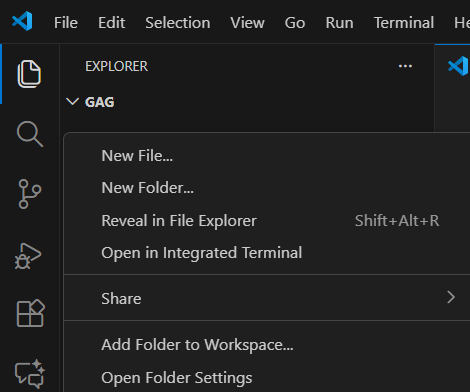 File Edit Selection View Go Run Terminal He
EXPLORER ...
GAG
New File...
New Folder...
Reveal in File Explorer Shift+Alt+R
Open in Integrated Terminal
Share
Add Folder to Workspace...
Open Folder Settings